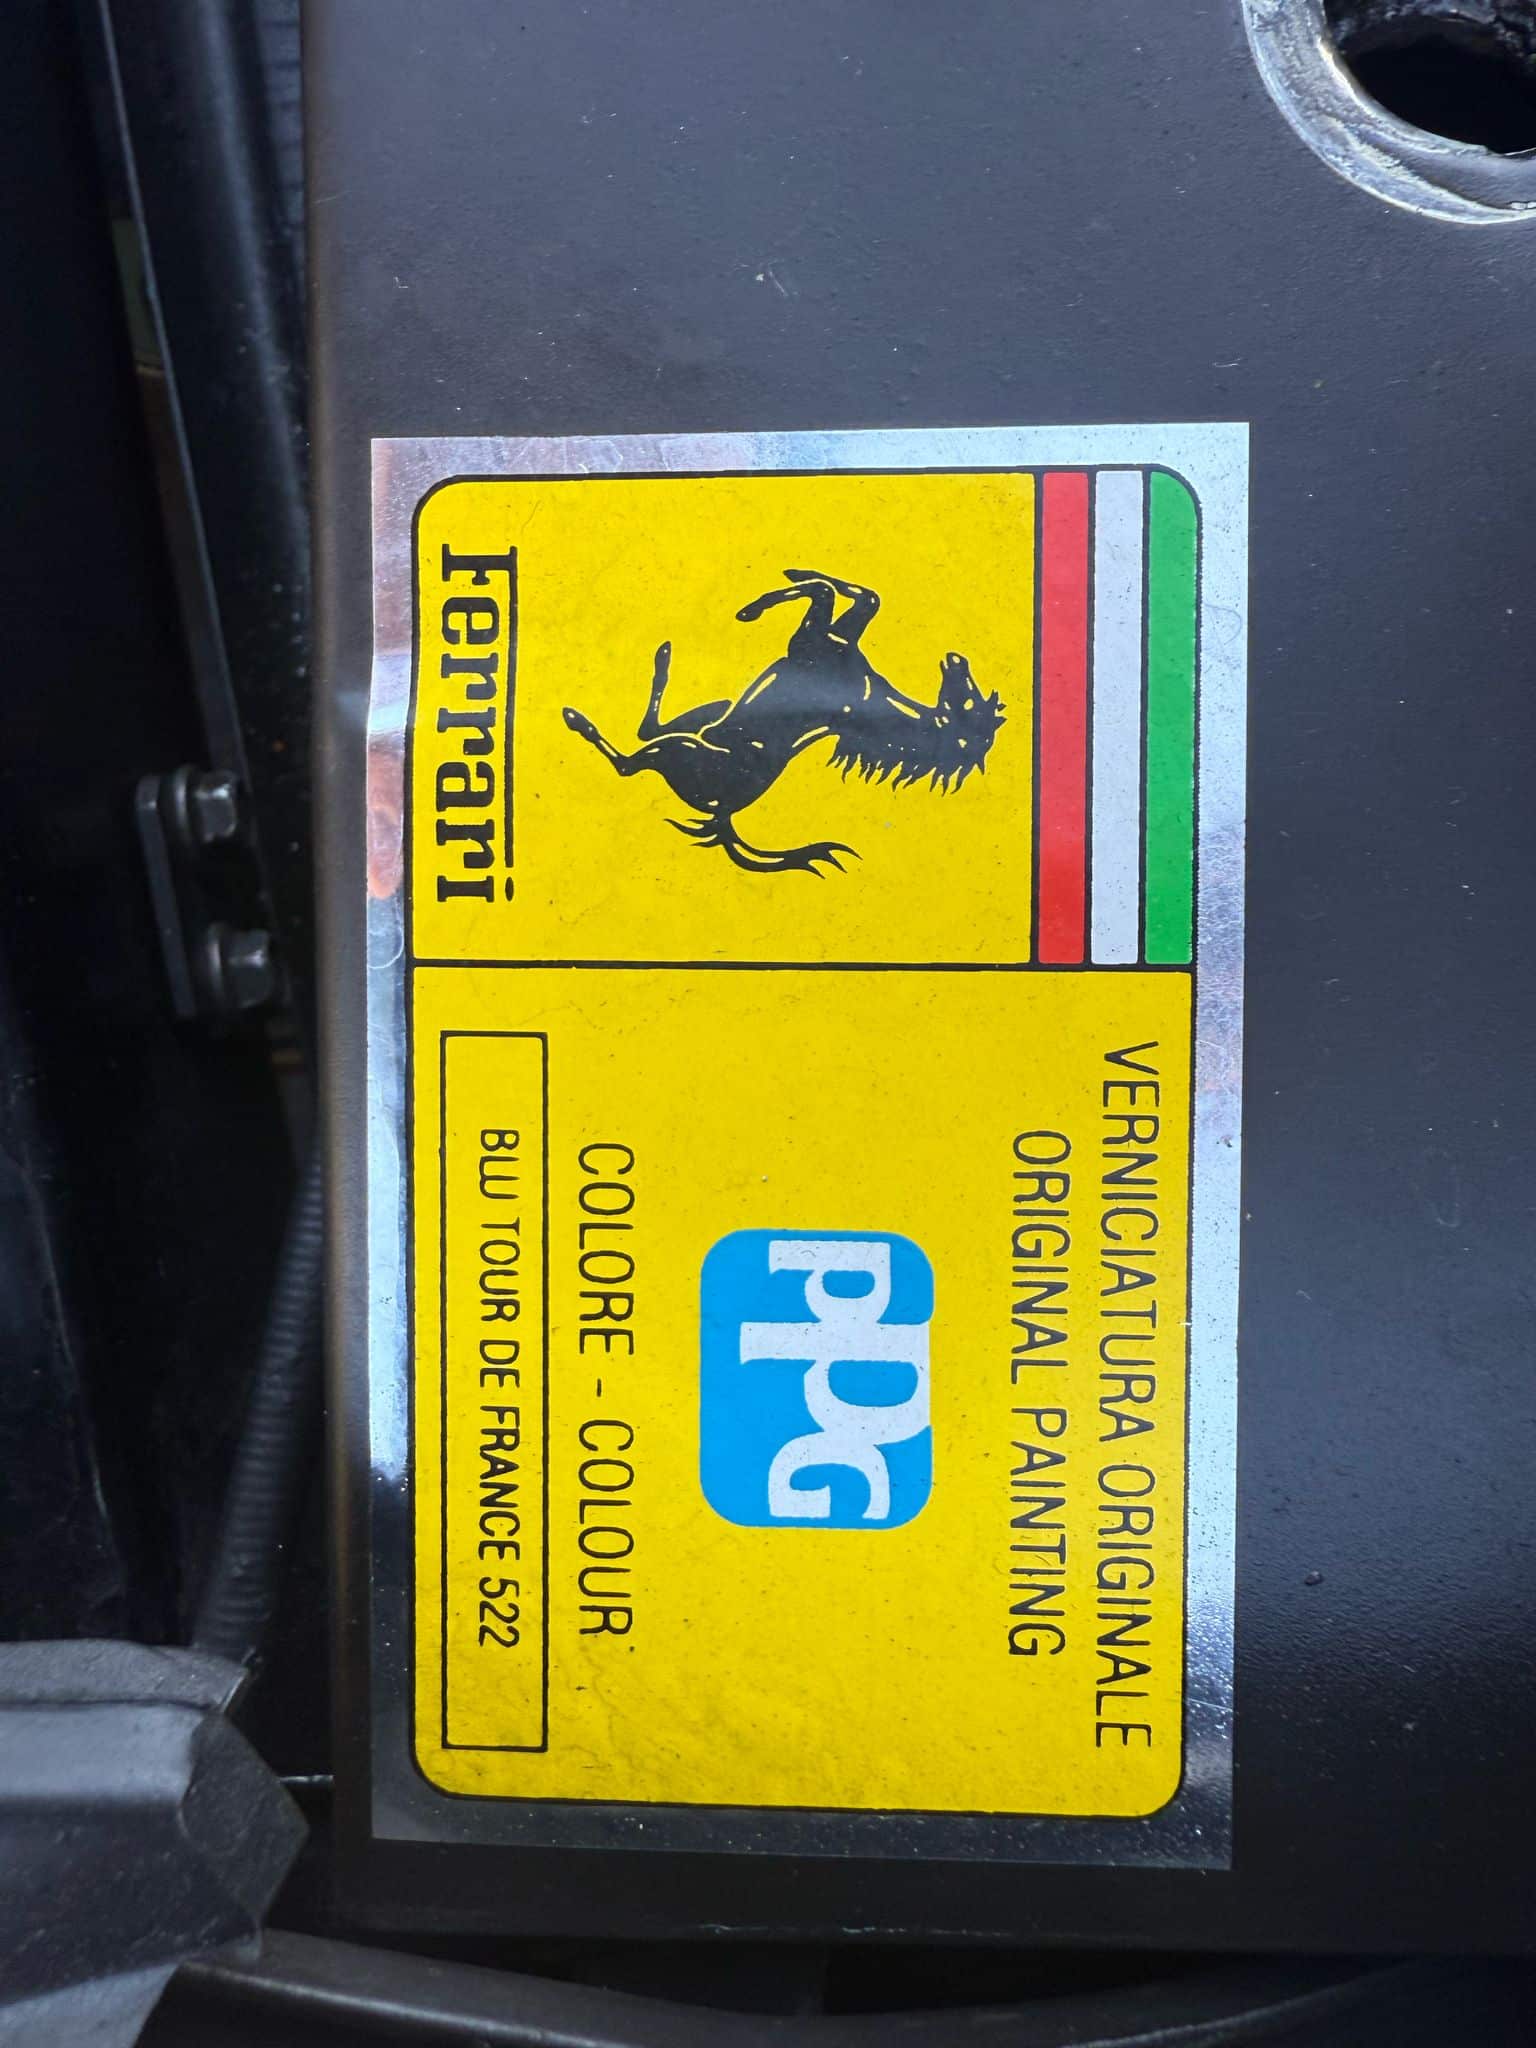 Ferrari
VERNICIATURA ORIGINALE
ORIGINAL PAINTING
PPG
COLORE - COLOUR
BLU TOUR DE FRANCE 522